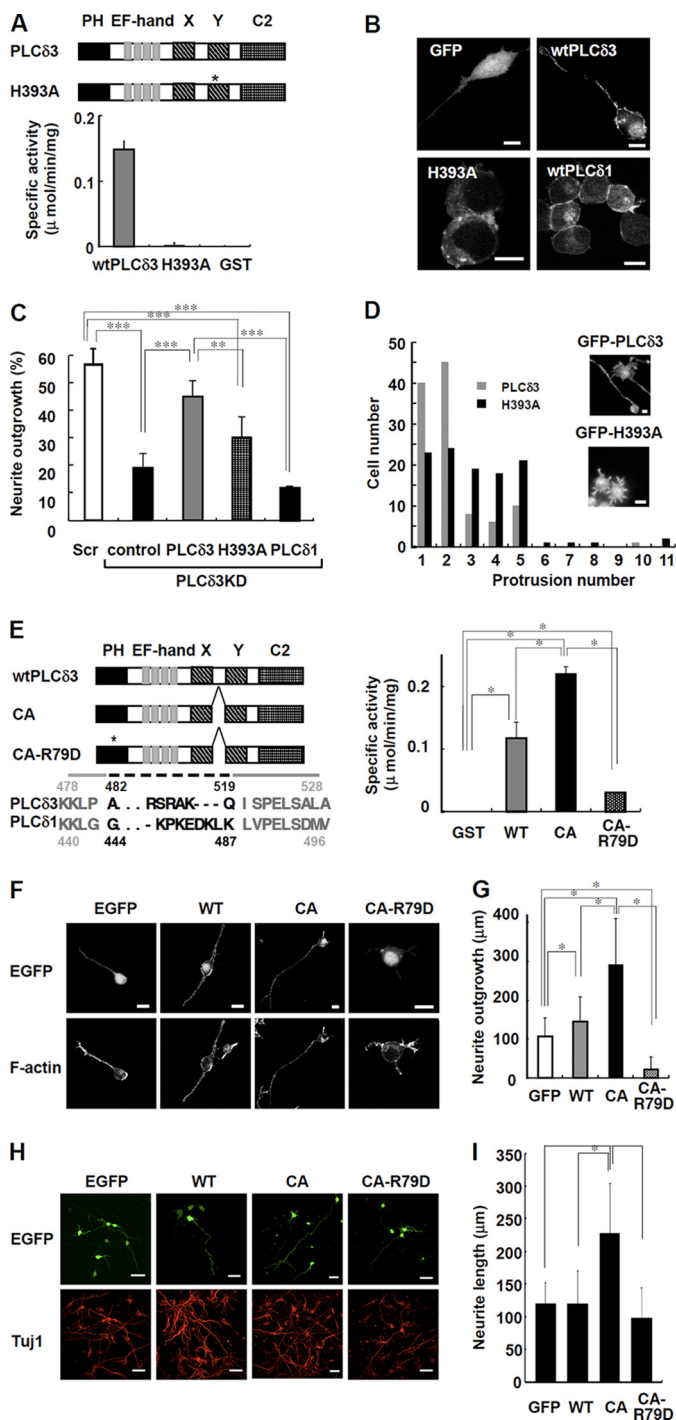 A
PH EF-hand X Y C2
PLCδ3
*
H393A
Specific activity
(μ mol/min/mg)
0.2
0.1
0
wtPLCδ3 H393A GST
B
GFP wtPLCδ3
H393A wtPLCδ1
C
***
***
*** *** ** ***
Neurite outgrowth (%)
60
50
40
30
20
10
Scr control PLCδ3 H393A PLCδ1
PLCδ3KD
D
Cell number
50
40
30
20
10
0
PLCδ3
H393A
GFP-PLCδ3
GFP-H393A
1 2 3 4 5 6 7 8 9 10 11
Protrusion number
E
PH EF-hand X Y C2
wtPLCδ3
CA
*
CA-R79D
478 482 519 528
PLCδ3 KKLP A. . . RSRAK- - -Q ISPELSALA
PLCδ1 KKLG G. . . -KPKEDKLK LVPELSDMV
440 444 487 496
Specific activity
(μ mol/min/mg)
0.2
0.1
0
*
*
* * *
GST WT CA CA-
R79D
F
EGFP WT CA CA-R79D
EGFP
F-actin
G
Neurite outgrowth (μm)
400
300
200
100
0
*
*
* * *
GFP WT CA CA-
R79D
H
EGFP WT CA CA-R79D
EGFP
Tuj1
I
Neurite length (μm)
350
300
250
200
150
100
50
0
*
GFP WT CA CA-
R79D